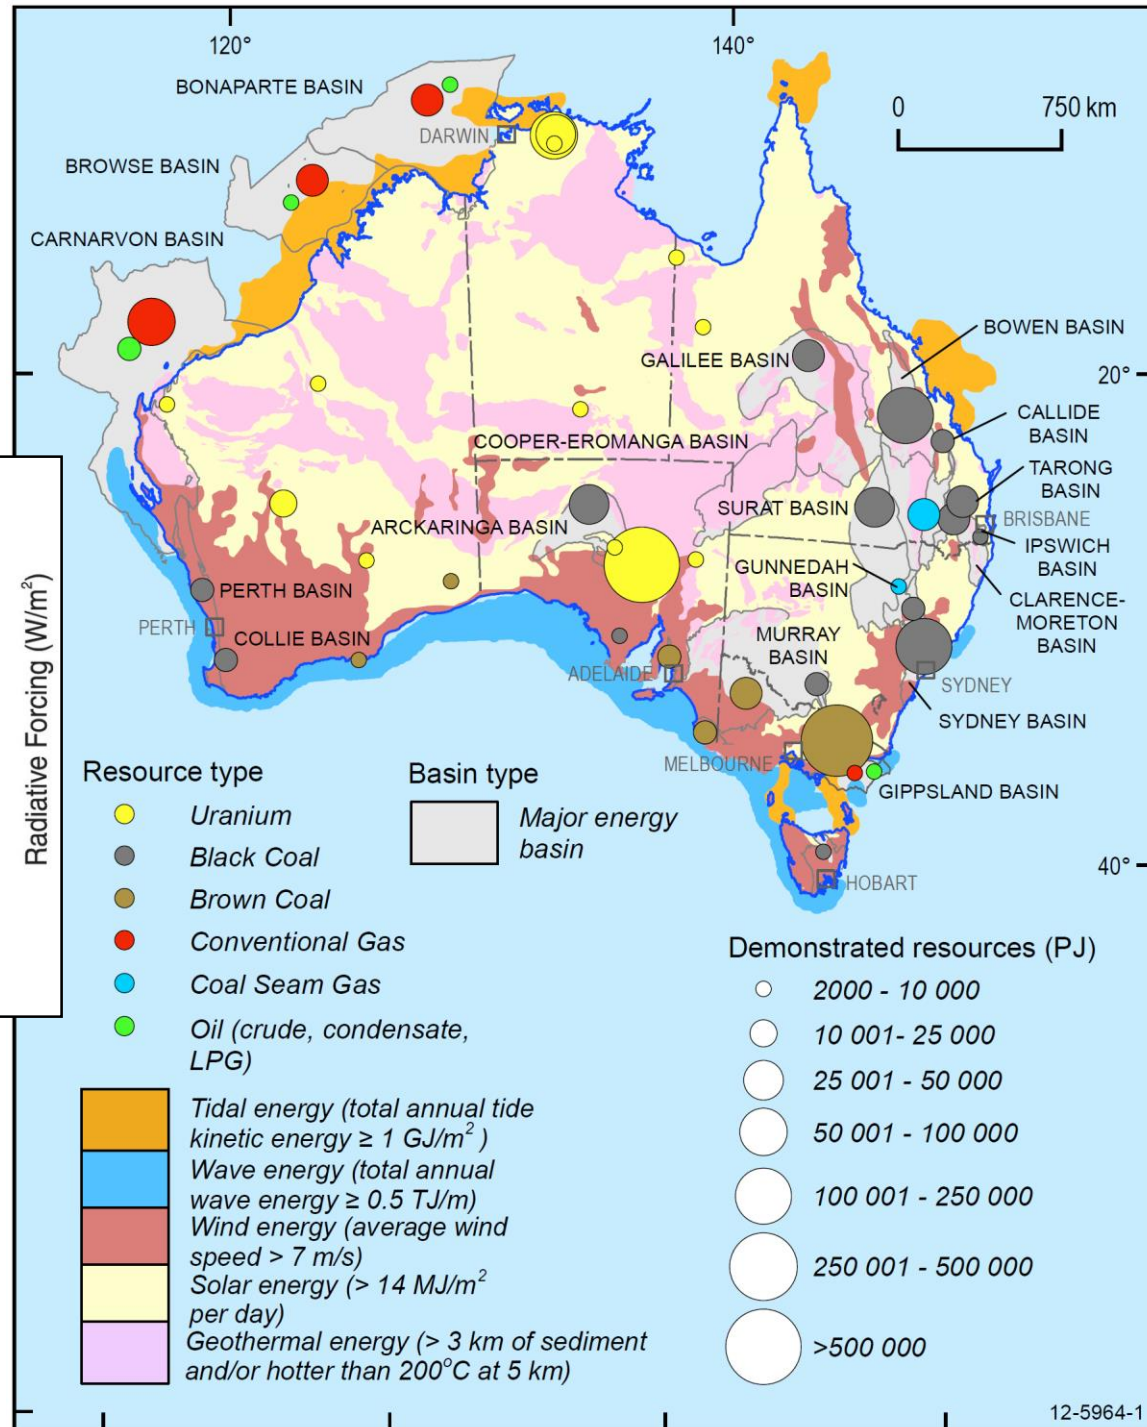 120°
140°
BONAPARTE BASIN
DARWIN
0
750 km
BROWSE BASIN
CARNARVON BASIN
BOWEN BASIN
GALILEE BASIN
20°
CALLIDE
BASIN
COOPER-EROMANGA BASIN
TARONG
BASIN
SURAT BASIN
BRISBANE
ARCKARINGA BASIN
IPSWICH
BASIN
GUNNEDAH
BASIN
PERTH BASIN
CLARENCE-
MORETON
BASIN
PERTH
COLLIE BASIN
MURRAY
BASIN
ADELAIDE
SYDNEY
SYDNEY BASIN
MELBOURNE
GIPPSLAND BASIN
40°
HOBART
Radiative Forcing (W/m²)
Resource type
Uranium
Black Coal
Brown Coal
Conventional Gas
Coal Seam Gas
Oil (crude, condensate,
LPG)
Basin type
Major energy
basin
Tidal energy (total annual tide
kinetic energy ≥ 1 GJ/m² )
Wave energy (total annual
wave energy ≥ 0.5 TJ/m)
Wind energy (average wind
speed > 7 m/s)
Solar energy (> 14 MJ/m²
per day)
Geothermal energy (> 3 km of sediment
and/or hotter than 200°C at 5 km)
Demonstrated resources (PJ)
2000 - 10 000
10 001- 25 000
25 001 - 50 000
50 001 - 100 000
100 001 - 250 000
250 001 - 500 000
>500 000
12-5964-1